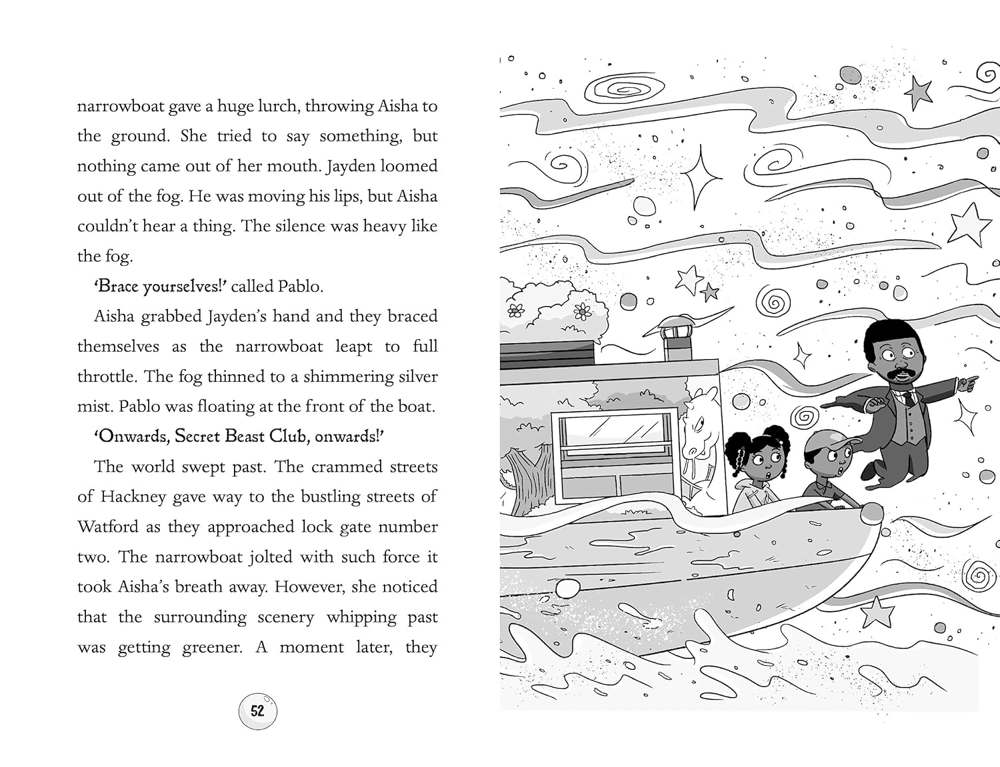 narrowboat gave a huge lurch, throwing Aisha to
the ground. She tried to say something, but
nothing came out of her mouth. Jayden loomed
out of the fog. He was moving his lips, but Aisha
couldn’t hear a thing. The silence was heavy like
the fog.
‘Brace yourselves!’ called Pablo.
Aisha grabbed Jayden’s hand and they braced
themselves as the narrowboat leapt to full
throttle. The fog thinned to a shimmering silver
mist. Pablo was floating at the front of the boat.
‘Onwards, Secret Beast Club, onwards!’
The world swept past. The crammed streets
of Hackney gave way to the bustling streets of
Watford as they approached lock gate number
two. The narrowboat jolted with such force it
took Aisha’s breath away. However, she noticed
that the surrounding scenery whipping past
was getting greener. A moment later, they
52